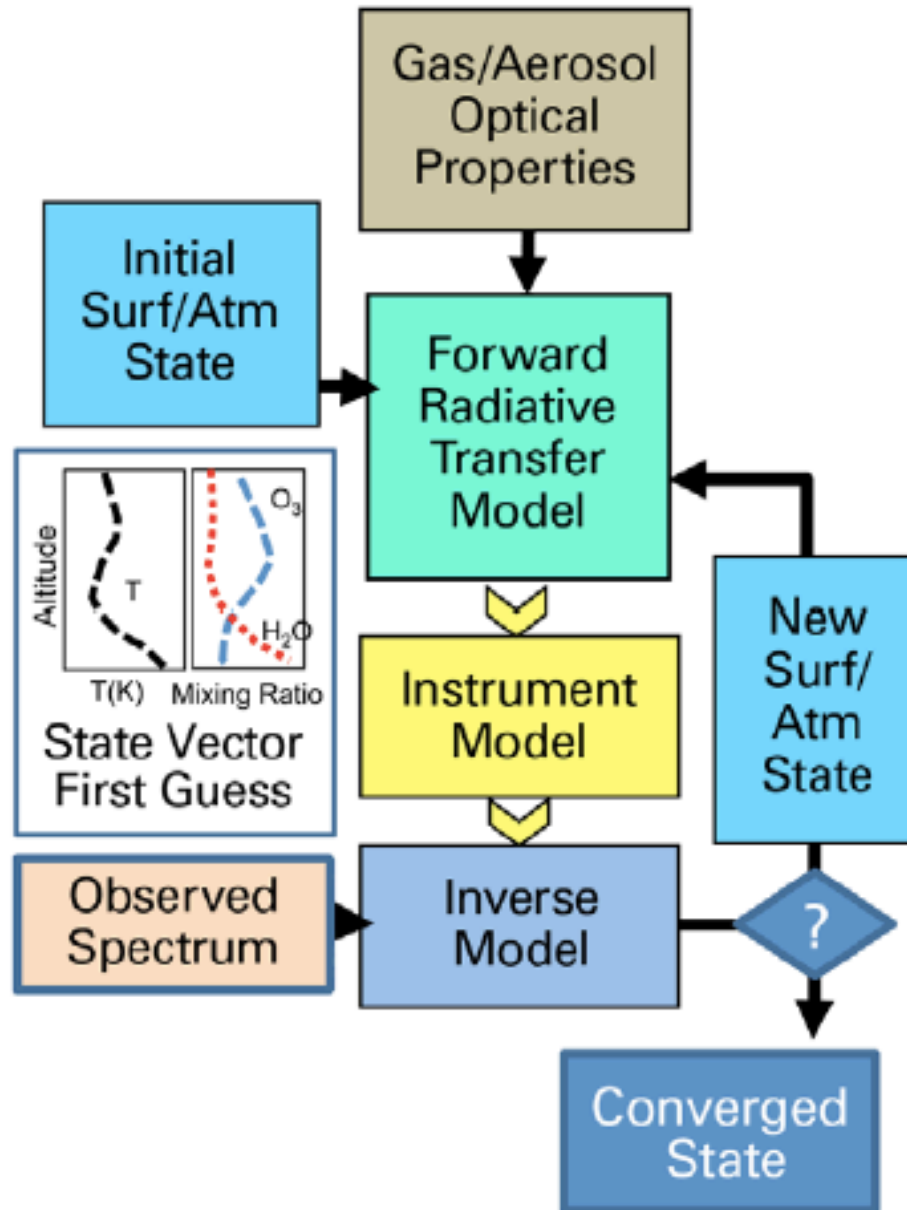 Gas/Aerosol
Optical
Properties
Initial
Surf/Atm
State
Forward
Radiative
Transfer
Model
Altitude
T
T(K)
O₃
H₂O
Mixing Ratio
State Vector
First Guess
Instrument
Model
New
Surf/
Atm
State
Observed
Spectrum
Inverse
Model
?
Converged
State